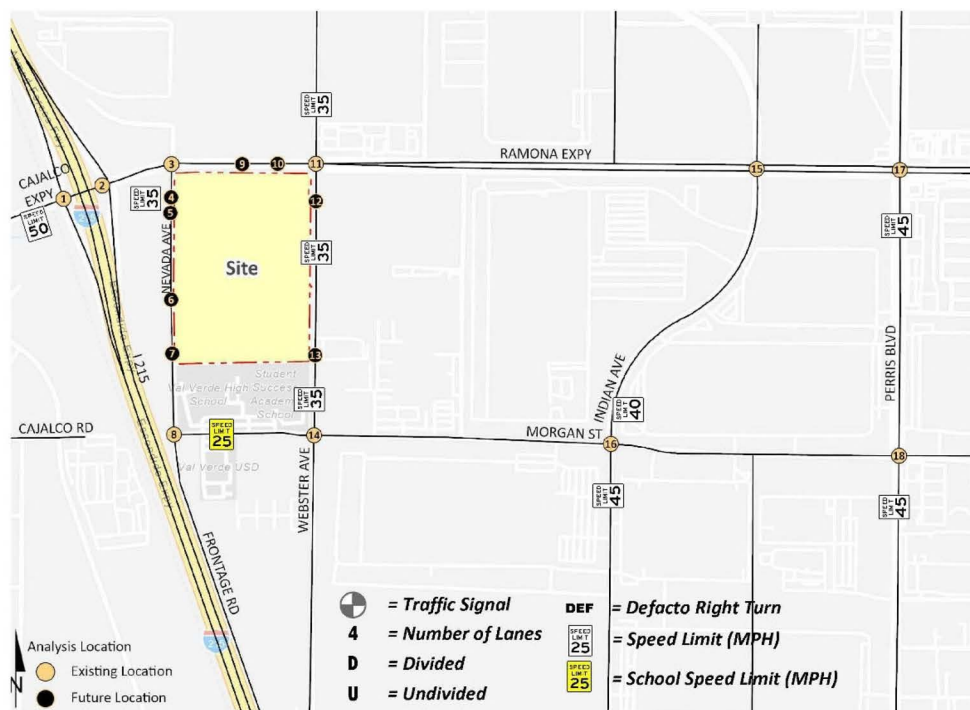 SPEED LIMIT 35
RAMONA EXPY
3
9
10
11
15
17
CAJALCO EXPY
1
2
SPEED LIMIT 50
SPEED LIMIT 35
4
5
12
NEVADA AVE
Site
SPEED LIMIT 35
SPEED LIMIT 45
6
7
13
I 215
Student
Val Verde High
School
Success
Academy
School
SPEED LIMIT 35
INDIAN AVE
SPEED LIMIT 40
PERRIS BLVD
CAJALCO RD
8
SPEED LIMIT 25
14
MORGAN ST
16
18
Val Verde USD
WEBSTER AVE
SPEED LIMIT 45
SPEED LIMIT 45
FRONTAGE RD
= Traffic Signal
4 = Number of Lanes
D = Divided
U = Undivided
DEF = Defacto Right Turn
SPEED LIMIT 25 = Speed Limit (MPH)
SPEED LIMIT 25 = School Speed Limit (MPH)
N
Analysis Location
Existing Location
Future Location